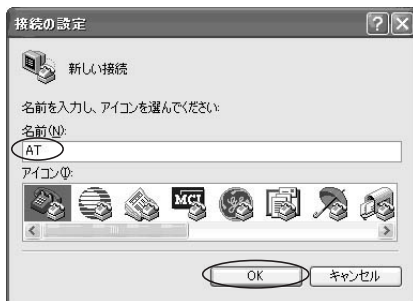 接続の設定
新しい接続
名前を入力し、アイコンを選んでください:
名前(N):
AT
アイコン(I):
MCI
OK
キャンセル